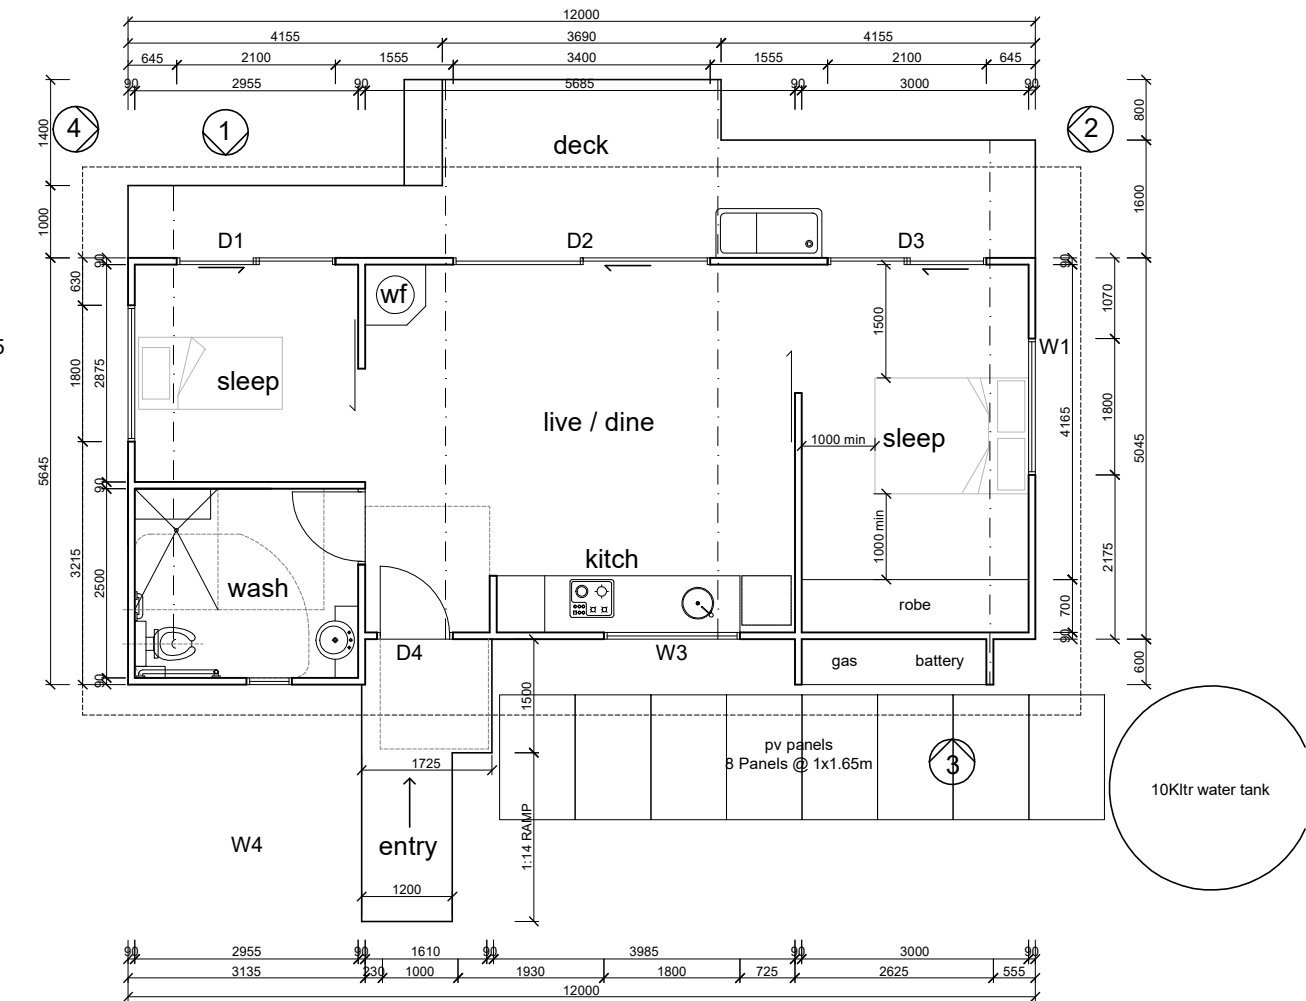 12000
4155 3690 4155
645 2100 1555 3400 1555 2100 645
90 2955 90 5685 90 3000 90
4 1 2
1400 800
deck
1600
1000
D1 D2 D3
90 90
630 wf 1070
1500
5 W1
1800 2875 sleep 1800
live / dine 4165
1000 min sleep 5045
5645
90
1000 min
2175
kitch
3215 2500 wash
robe 700
90
D4 W3 gas battery 600
90
1500
pv panels
1725 8 Panels @ 1x1.65m 3
10Kltr water tank
1:14 RAMP
W4 entry
1200
90 2955 90 1610 90 3985 90 3000 90
3135 230 1000 1930 1800 725 2625 555
12000